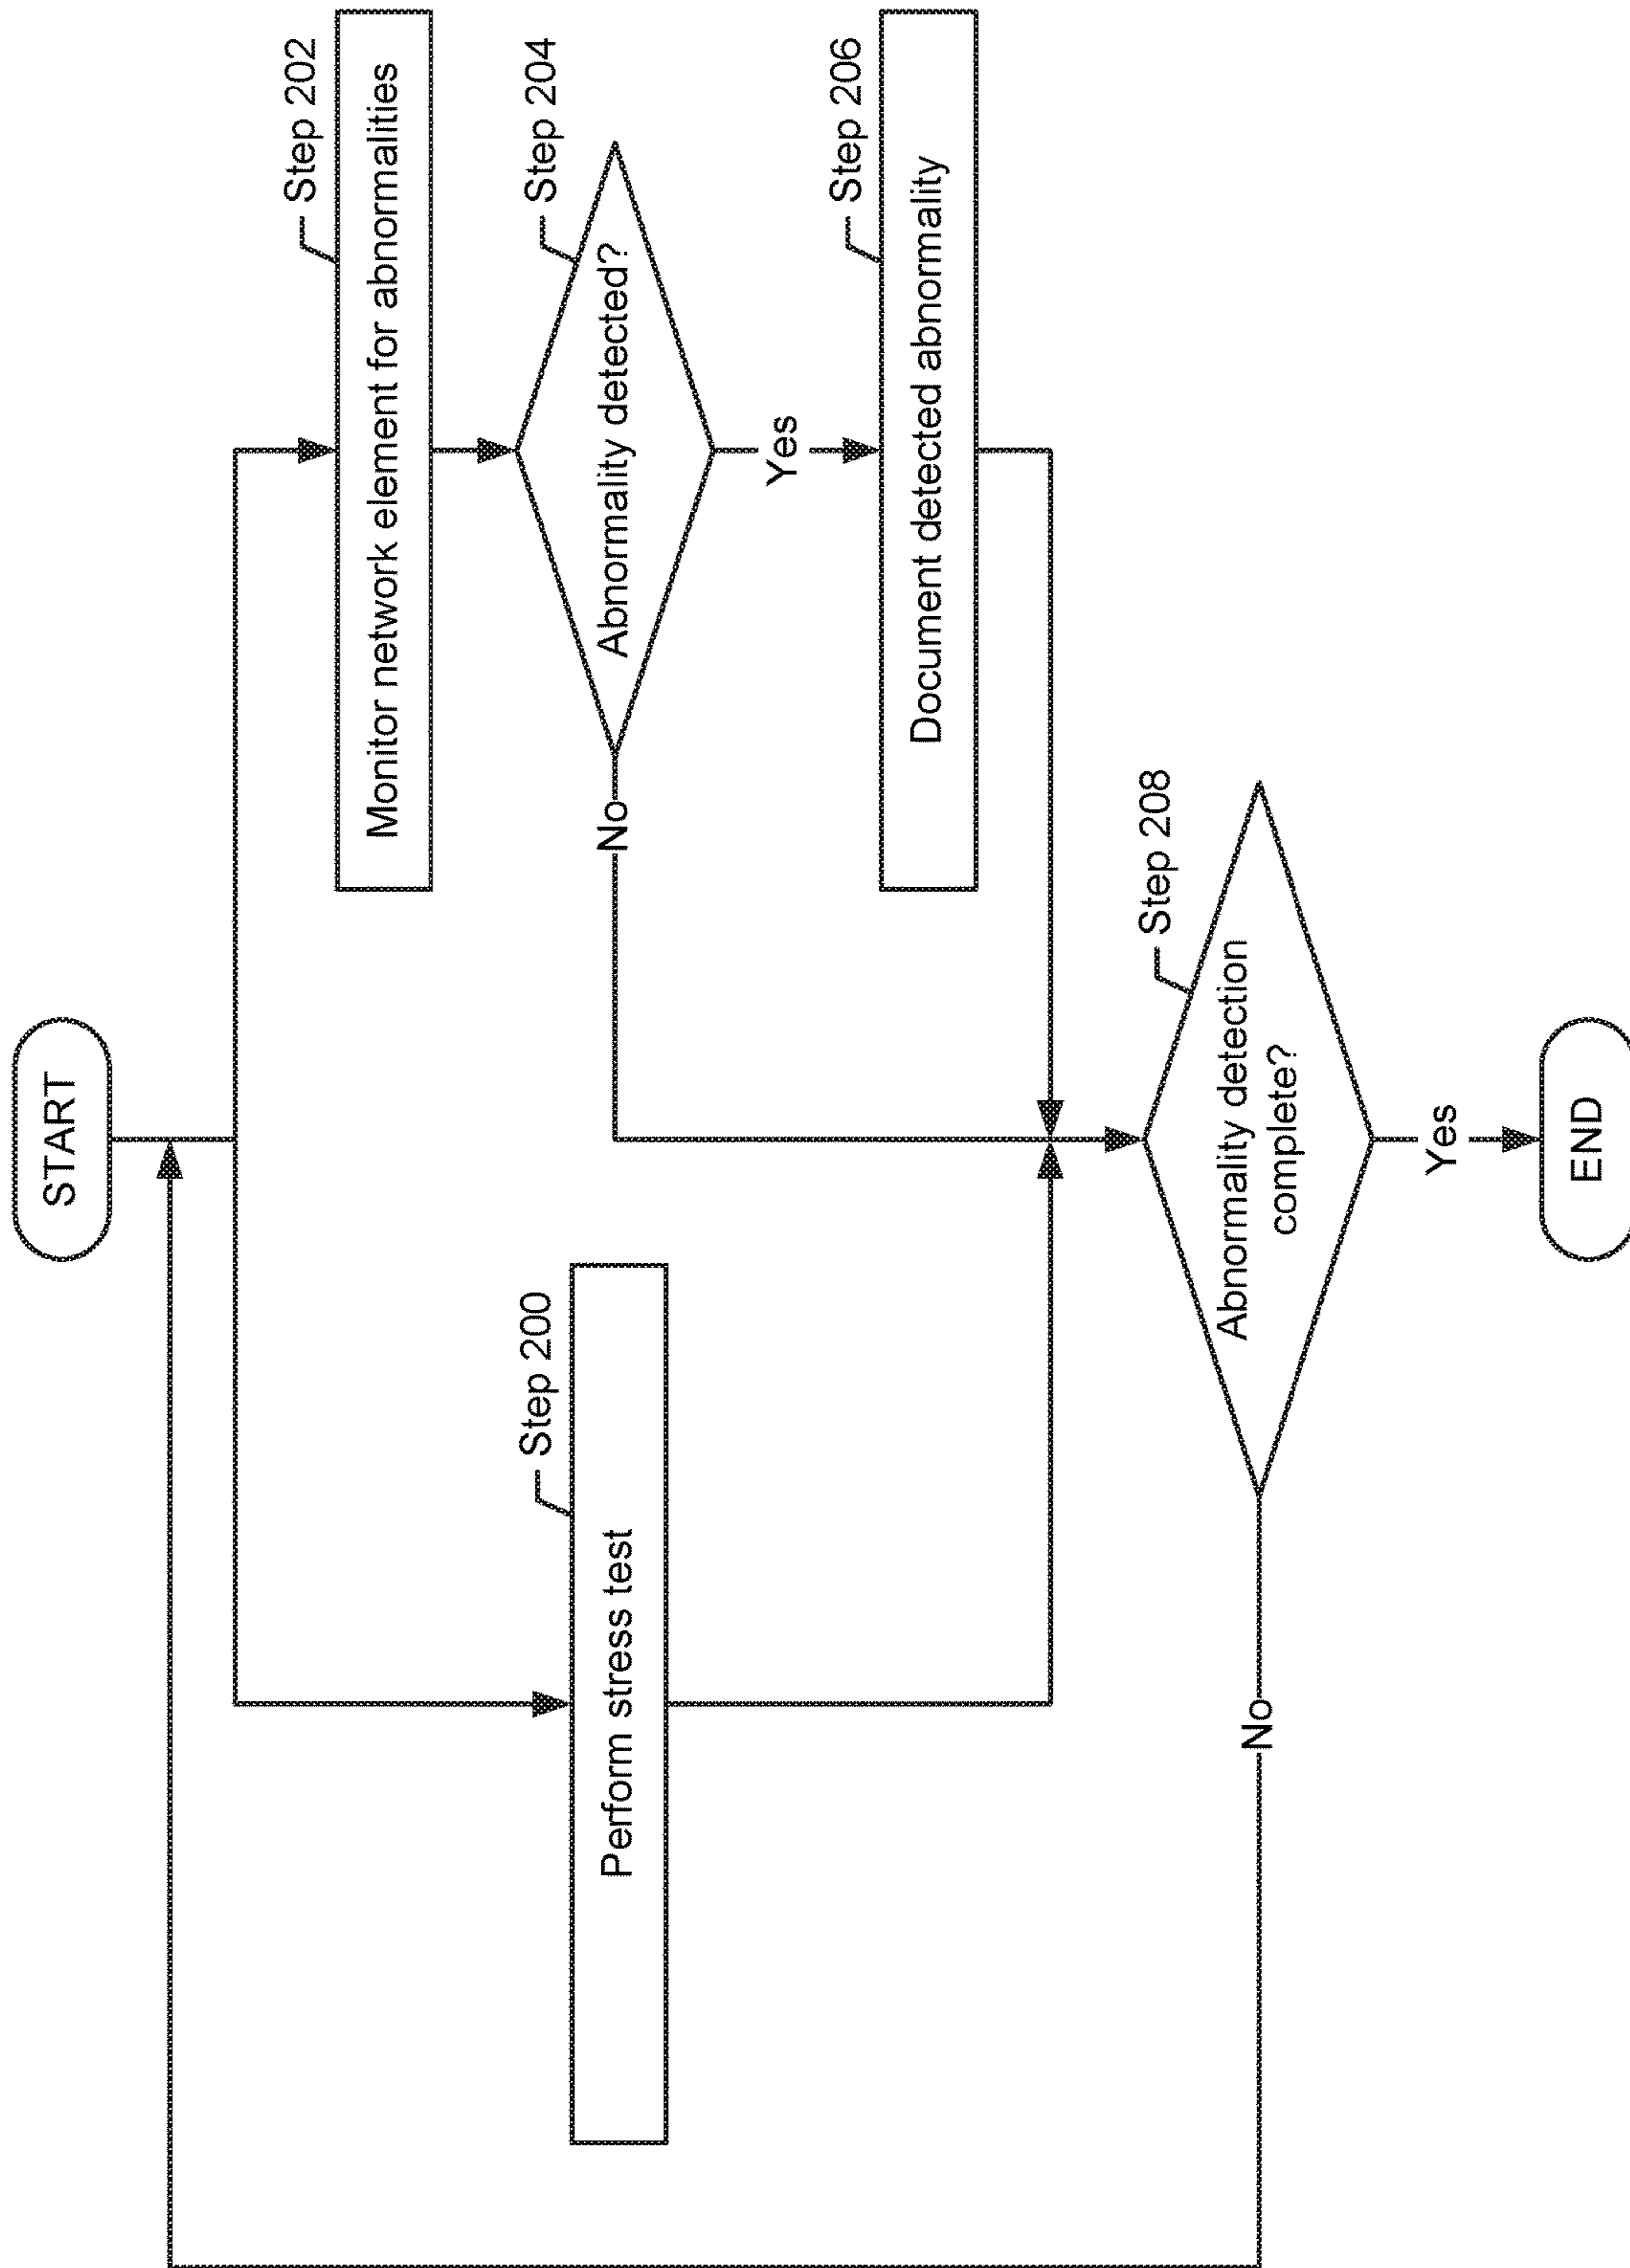 START
Step 202
Monitor network element for abnormalities
Step 204
Abnormality detected?
No
Yes
Step 200
Perform stress test
Step 206
Document detected abnormality
Step 208
Abnormality detection
complete?
No
Yes
END